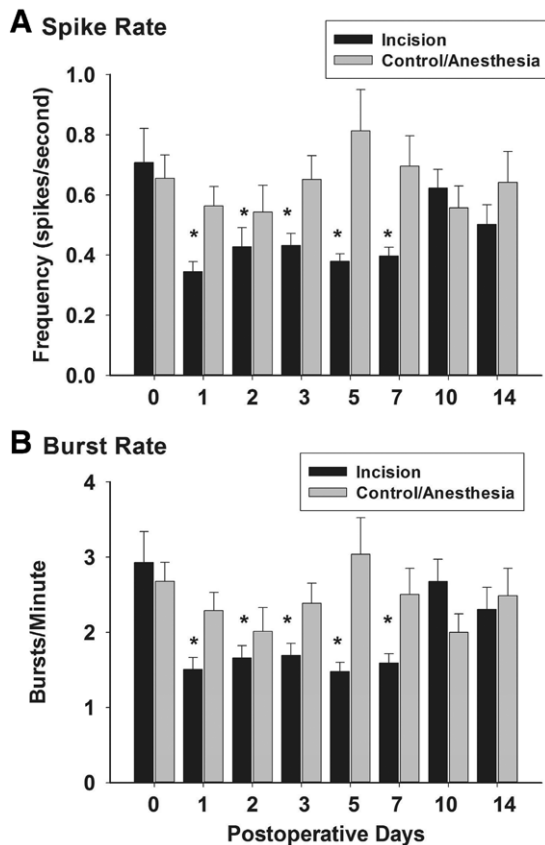 A Spike Rate
Incision
Control/Anesthesia
Frequency (spikes/second)
1.0
0.8
0.6
0.4
0.2
0.0
* * * * *
0 1 2 3 5 7 10 14
B Burst Rate
Incision
Control/Anesthesia
Bursts/Minute
4
3
2
1
0
* * * * *
0 1 2 3 5 7 10 14
Postoperative Days